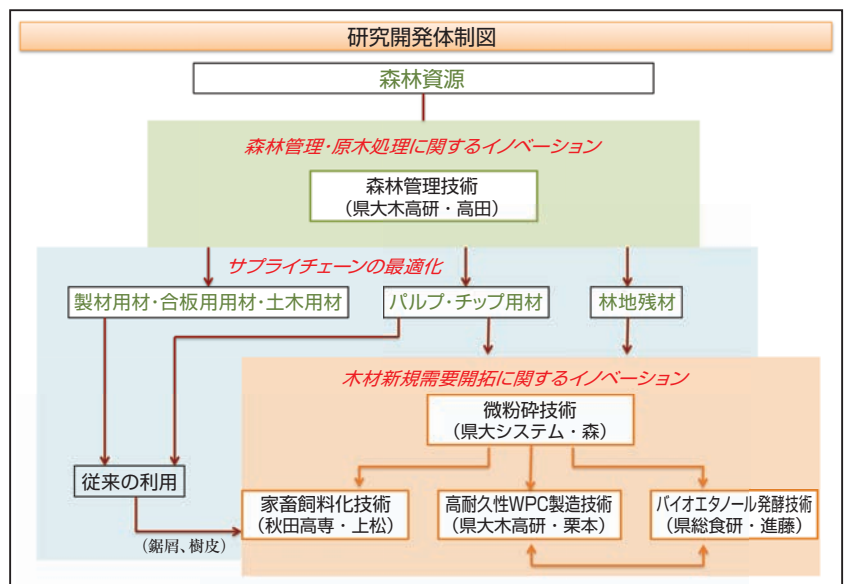 研究開発体制図
森林資源
森林管理・原木処理に関するイノベーション
森林管理技術
(県大木高研・高田)
サプライチェーンの最適化
製材用材・合板用用材・土木用材
パルプ・チップ用材
林地残材
木材新規需要開拓に関するイノベーション
微粉砕技術
(県大システム・森)
従来の利用
家畜飼料化技術
(秋田高専・上松)
高耐久性WPC製造技術
(県大木高研・栗本)
バイオエタノール発酵技術
(県総食研・進藤)
(鋸屑、樹皮)